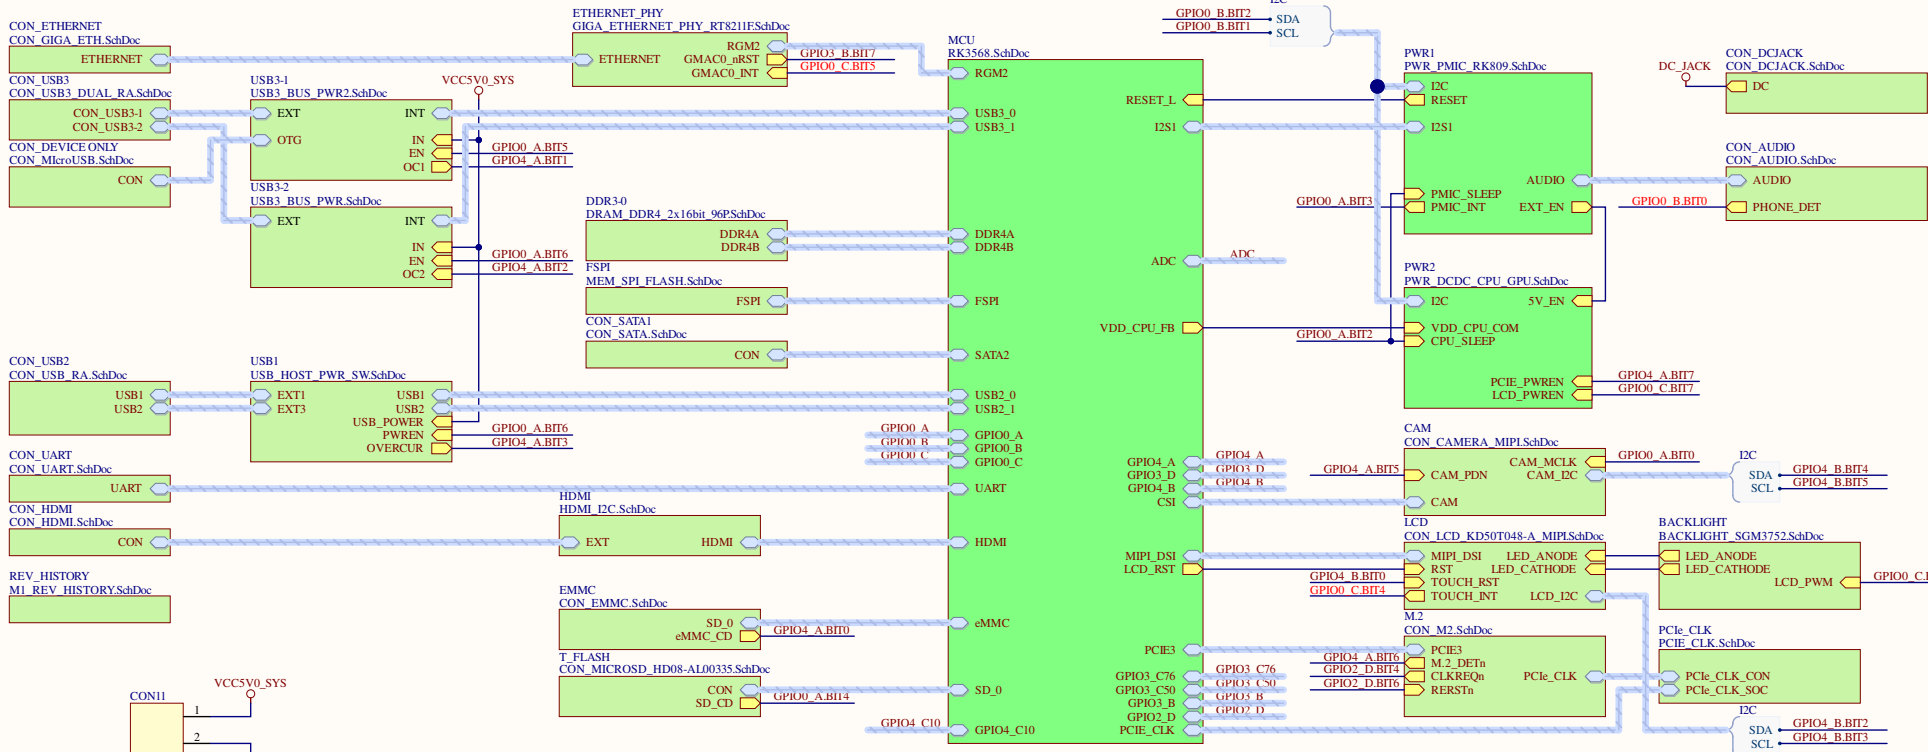 CON_ETHERNET
CON_GIGA_ETH.SchDoc
ETHERNET
CON_USB3
CON_USB3_DUAL_RA.SchDoc
CON_USB3-1
CON_USB3-2
CON_DEVICE ONLY
CON_MIcroUSB.SchDoc
CON
USB3-1
USB3_BUS_PWR2.SchDoc
EXT
INT
OTG
IN
EN
OC1
VCC5V0_SYS
GPIO0_A.BIT5
GPIO4_A.BIT1
USB3-2
USB3_BUS_PWR.SchDoc
EXT
INT
IN
EN
OC2
GPIO0_A.BIT6
GPIO4_A.BIT2
CON_USB2
CON_USB_RA.SchDoc
USB1
USB2
USB1
USB_HOST_PWR_SW.SchDoc
EXT1
EXT3
USB1
USB2
USB_POWER
PWREN
OVERCUR
GPIO0_A.BIT6
GPIO4_A.BIT3
CON_UART
CON_UART.SchDoc
UART
CON_HDMI
CON_HDMI.SchDoc
CON
REV_HISTORY
M1_REV_HISTORY.SchDoc
CON11
1
2
VCC5V0_SYS
ETHERNET_PHY
GIGA_ETHERNET_PHY_RT8211F.SchDoc
ETHERNET
RGM2
GMAC0_nRST
GMAC0_INT
GPIO3_B.BIT7
GPIO0_C.BIT5
DDR3-0
DRAM_DDR4_2x16bit_96P.SchDoc
DDR4A
DDR4B
FSPI
MEM_SPI_FLASH.SchDoc
FSPI
CON_SATA1
CON_SATA.SchDoc
CON
HDMI
HDMI_I2C.SchDoc
EXT
HDMI
EMMC
CON_EMMC.SchDoc
SD_0
eMMC_CD
GPIO4_A.BIT0
T_FLASH
CON_MICROSD_HD08-AL00335.SchDoc
CON
SD_CD
GPIO0_A.BIT4
MCU
RK3568.SchDoc
RGM2
USB3_0
USB3_1
DDR4A
DDR4B
FSPI
SATA2
USB2_0
USB2_1
GPIO0_A
GPIO0_A
GPIO0_B
GPIO0_B
GPIO0_C
GPIO0_C
UART
HDMI
eMMC
SD_0
GPIO4_C10
GPIO4_C10
RESET_L
I2S1
ADC
ADC
VDD_CPU_FB
GPIO4_A
GPIO4_A
GPIO3_D
GPIO3_D
GPIO4_B
GPIO4_B
CSI
MIPI_DSI
LCD_RST
PCIE3
GPIO3_C76
GPIO3_C76
GPIO3_C50
GPIO3_C50
GPIO3_B
GPIO3_B
GPIO2_D
GPIO2_D
PCIE_CLK
I2C
GPIO0_B.BIT2
SDA
GPIO0_B.BIT1
SCL
PWR1
PWR_PMIC_RK809.SchDoc
I2C
RESET
I2S1
AUDIO
PMIC_SLEEP
PMIC_INT
EXT_EN
GPIO0_A.BIT3
PWR2
PWR_DCDC_CPU_GPU.SchDoc
I2C
5V_EN
VDD_CPU_COM
CPU_SLEEP
GPIO0_A.BIT2
PCIE_PWREN
LCD_PWREN
GPIO4_A.BIT7
GPIO0_C.BIT7
DC_JACK
CON_DCJACK
CON_DCJACK.SchDoc
DC
CON_AUDIO
CON_AUDIO.SchDoc
AUDIO
PHONE_DET
GPIO0_B.BIT0
CAM
CON_CAMERA_MIPI.SchDoc
CAM_MCLK
CAM_PDN
CAM_I2C
CAM
GPIO4_A.BIT5
GPIO0_A.BIT0
I2C
SDA
SCL
GPIO4_B.BIT4
GPIO4_B.BIT5
LCD
CON_LCD_KD50T048-A_MIPI.SchDoc
MIPI_DSI
LED_ANODE
RST
LED_CATHODE
TOUCH_RST
TOUCH_INT
LCD_I2C
GPIO4_B.BIT0
GPIO0_C.BIT4
BACKLIGHT
BACKLIGHT_SGM3752.SchDoc
LED_ANODE
LED_CATHODE
LCD_PWM
M.2
CON_M2.SchDoc
PCIE3
M.2_DETn
CLKREQn
PCIe_CLK
RERSTn
GPIO4_A.BIT6
GPIO2_D.BIT4
GPIO2_D.BIT6
PCIe_CLK
PCIE_CLK.SchDoc
PCIe_CLK_CON
PCIe_CLK_SOC
I2C
SDA
SCL
GPIO4_B.BIT2
GPIO4_B.BIT3